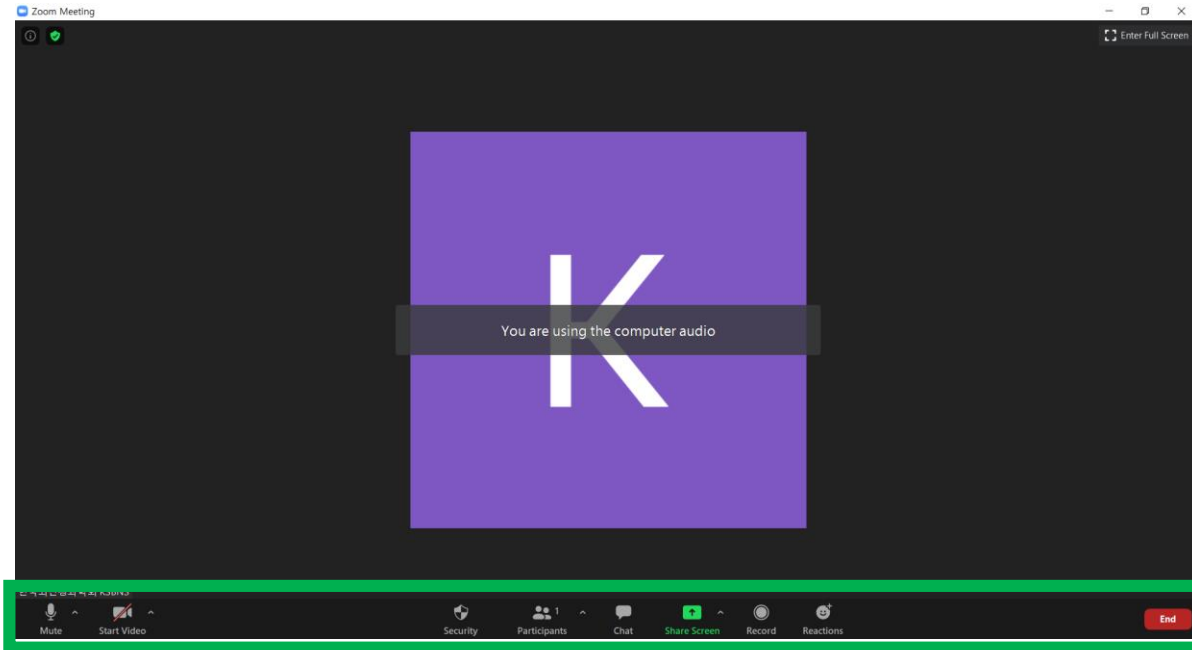 Zoom Meeting
Enter Full Screen
K
You are using the computer audio
KSBNS
1
Mute
Start Video
Security
Participants
Chat
Share Screen
Record
Reactions
End